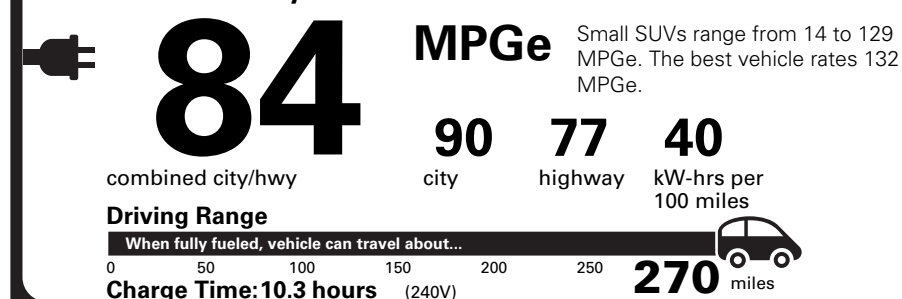 84
MPGe
Small SUVs range from 14 to 129
MPGe. The best vehicle rates 132
MPGe.
90 77 40
combined city/hwy city highway kW-hrs per
100 miles
Driving Range
When fully fueled, vehicle can travel about...
0 50 100 150 200 250 270 miles
Charge Time:10.3 hours (240V)